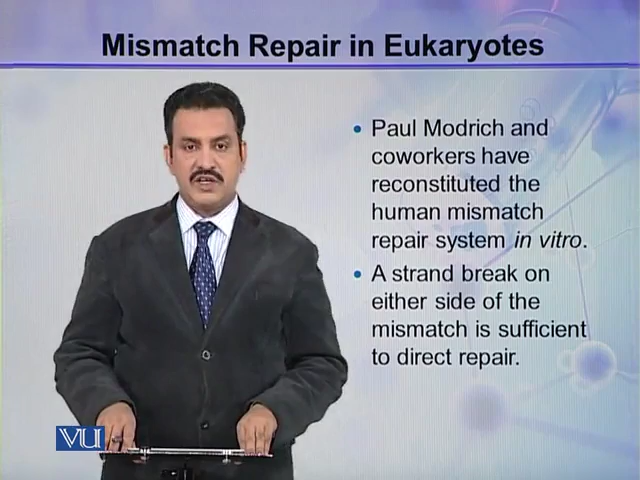 Mismatch Repair in Eukaryotes
• Paul Modrich and
coworkers have
reconstituted the
human mismatch
repair system in vitro.
• A strand break on
either side of the
mismatch is sufficient
to direct repair.
VU